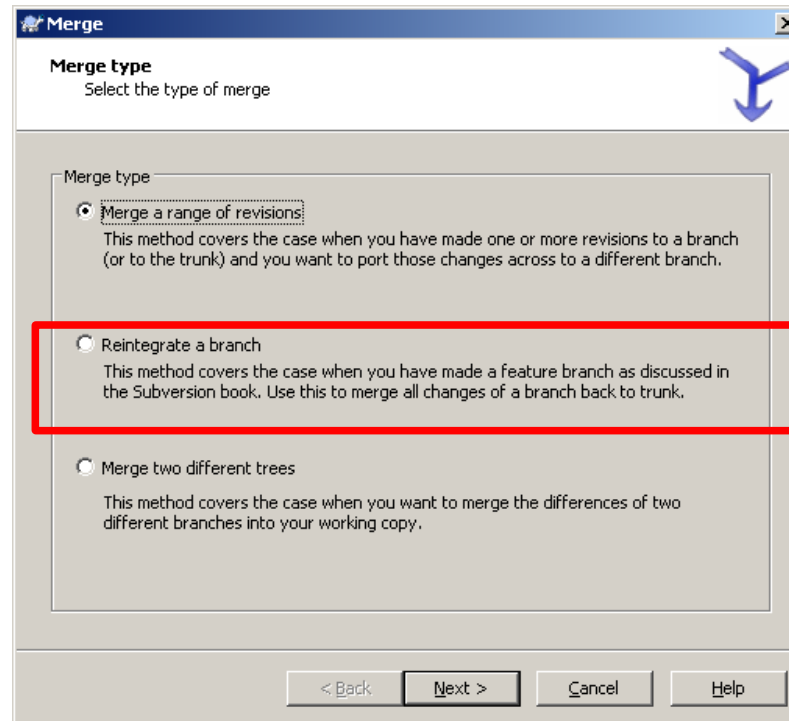 Merge
Merge type
Select the type of merge
Merge type
Merge a range of revisions
This method covers the case when you have made one or more revisions to a branch
(or to the trunk) and you want to port those changes across to a different branch.
Reintegrate a branch
This method covers the case when you have made a feature branch as discussed in
the Subversion book. Use this to merge all changes of a branch back to trunk.
Merge two different trees
This method covers the case when you want to merge the differences of two
different branches into your working copy.
< Back Next > Cancel Help